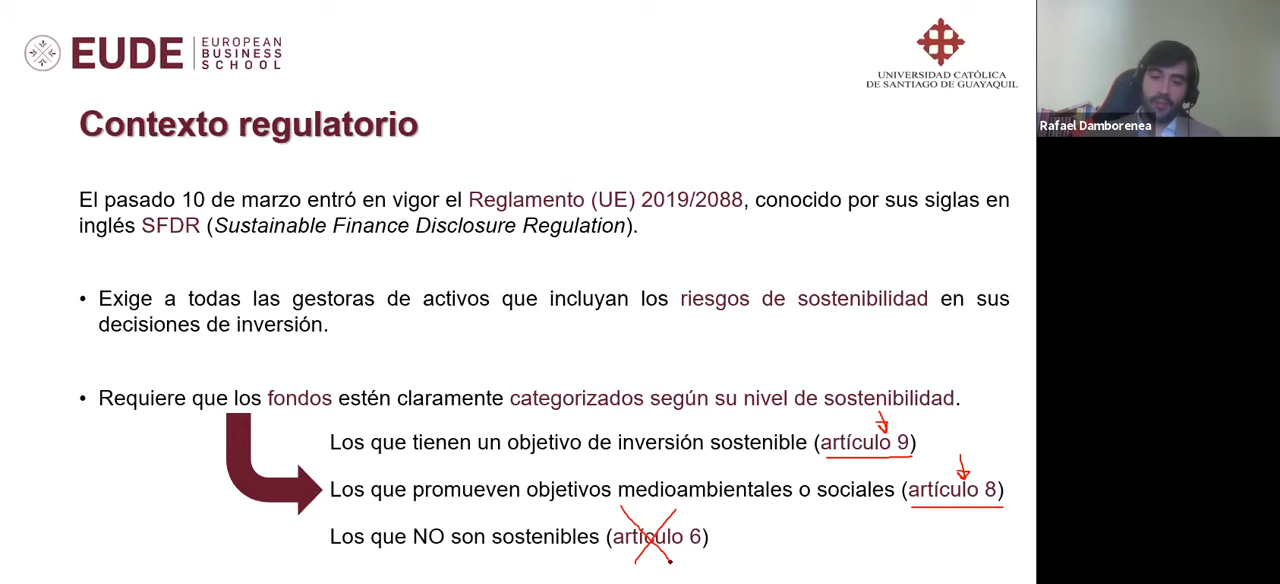 EUDE
EUROPEAN
BUSINESS
SCHOOL
UNIVERSIDAD CATÓLICA
DE SANTIAGO DE GUAYAQUIL
Rafael Damborenea
Contexto regulatorio
El pasado 10 de marzo entró en vigor el Reglamento (UE) 2019/2088, conocido por sus siglas en
inglés SFDR (Sustainable Finance Disclosure Regulation).
• Exige a todas las gestoras de activos que incluyan los riesgos de sostenibilidad en sus
decisiones de inversión.
• Requiere que los fondos estén claramente categorizados según su nivel de sostenibilidad.
Los que tienen un objetivo de inversión sostenible (artículo 9)
Los que promueven objetivos medioambientales o sociales (artículo 8)
Los que NO son sostenibles (artículo 6)